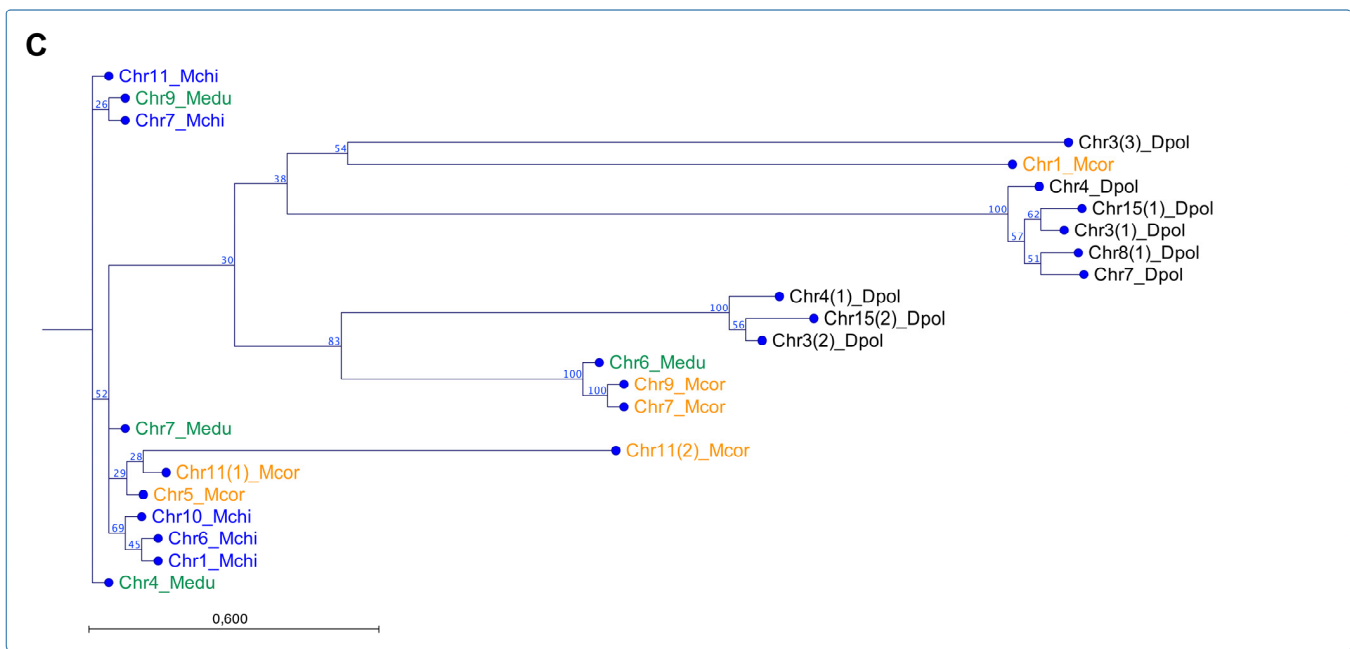 C
Chr11_Mchi
26 Chr9_Medu
Chr7_Mchi
54 Chr3(3)_Dpol
Chr1_Mcor
38 Chr4_Dpol
100 62 Chr15(1)_Dpol
57 Chr3(1)_Dpol
51 Chr8(1)_Dpol
30 Chr7_Dpol
100 Chr4(1)_Dpol
56 Chr15(2)_Dpol
83 Chr3(2)_Dpol
100 Chr6_Medu
100 Chr9_Mcor
52 Chr7_Mcor
Chr7_Medu
28 Chr11(2)_Mcor
29 Chr11(1)_Mcor
Chr5_Mcor
69 Chr10_Mchi
45 Chr6_Mchi
Chr1_Mchi
Chr4_Medu
0,600